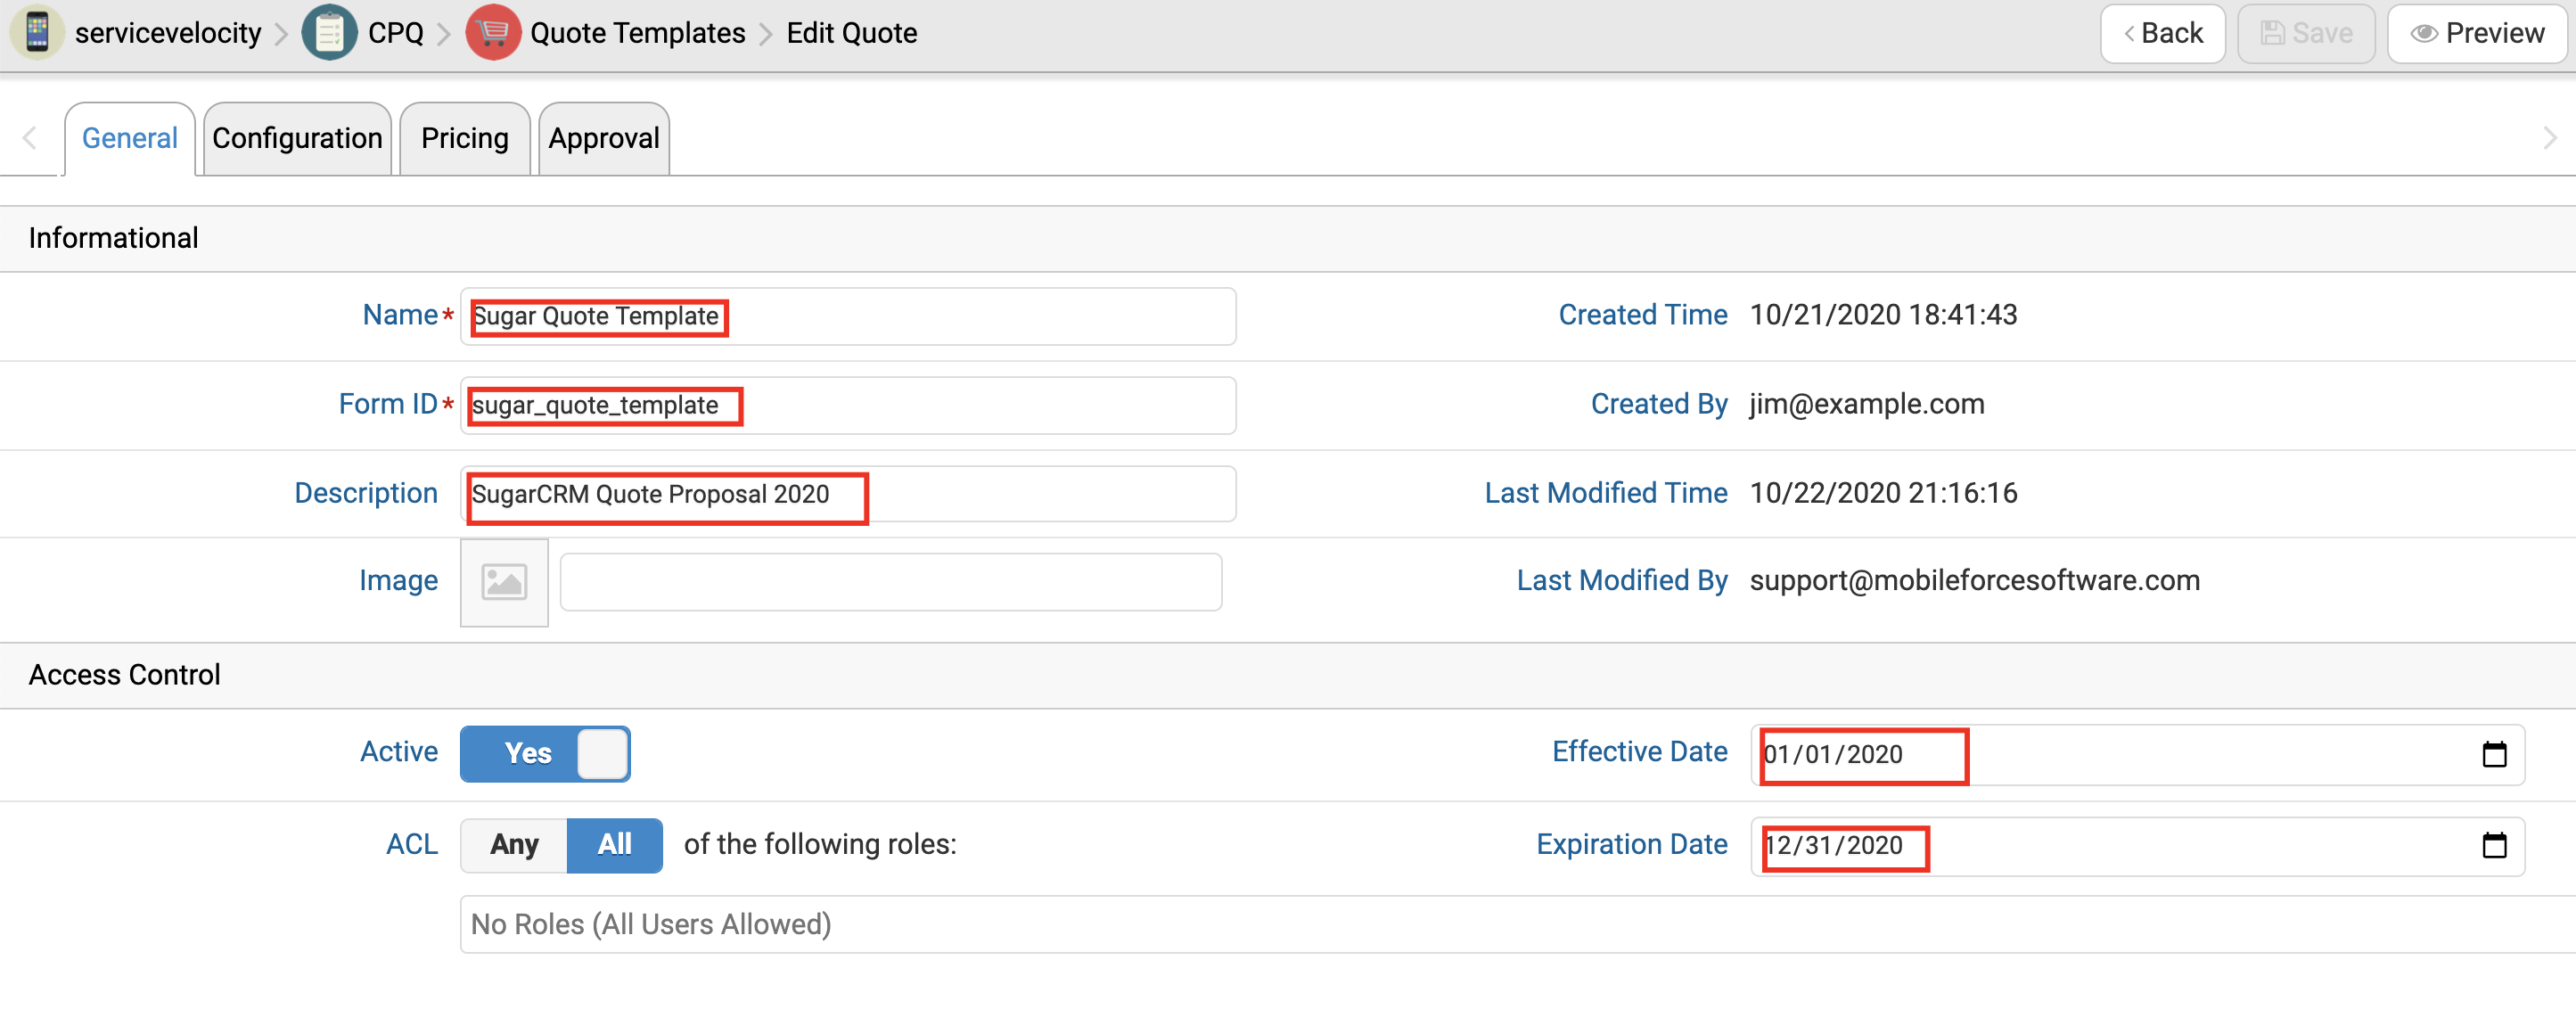 servicevelocity > CPQ > Quote Templates > Edit Quote
< Back Save Preview
General Configuration Pricing Approval
Informational
Name* Sugar Quote Template Created Time 10/21/2020 18:41:43
Form ID* sugar_quote_template Created By jim@example.com
Description SugarCRM Quote Proposal 2020 Last Modified Time 10/22/2020 21:16:16
Image Last Modified By support@mobileforcesoftware.com
Access Control
Active Yes Effective Date 01/01/2020
ACL Any All of the following roles: Expiration Date 12/31/2020
No Roles (All Users Allowed)